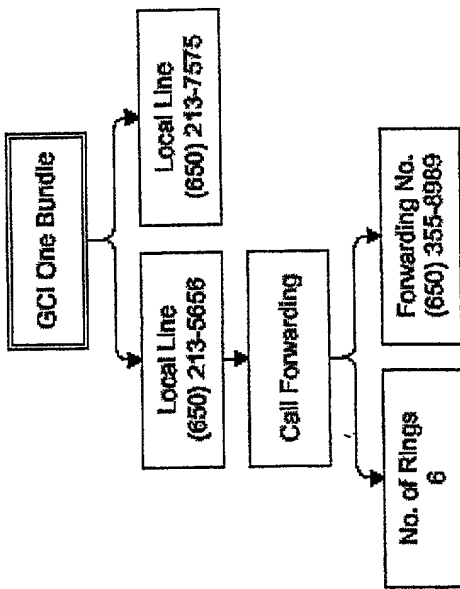 GCI One Bundle
Local Line
(650) 213-5656
Local Line
(650) 213-7575
Call Forwarding
No. of Rings
6
Forwarding No.
(650) 355-8989